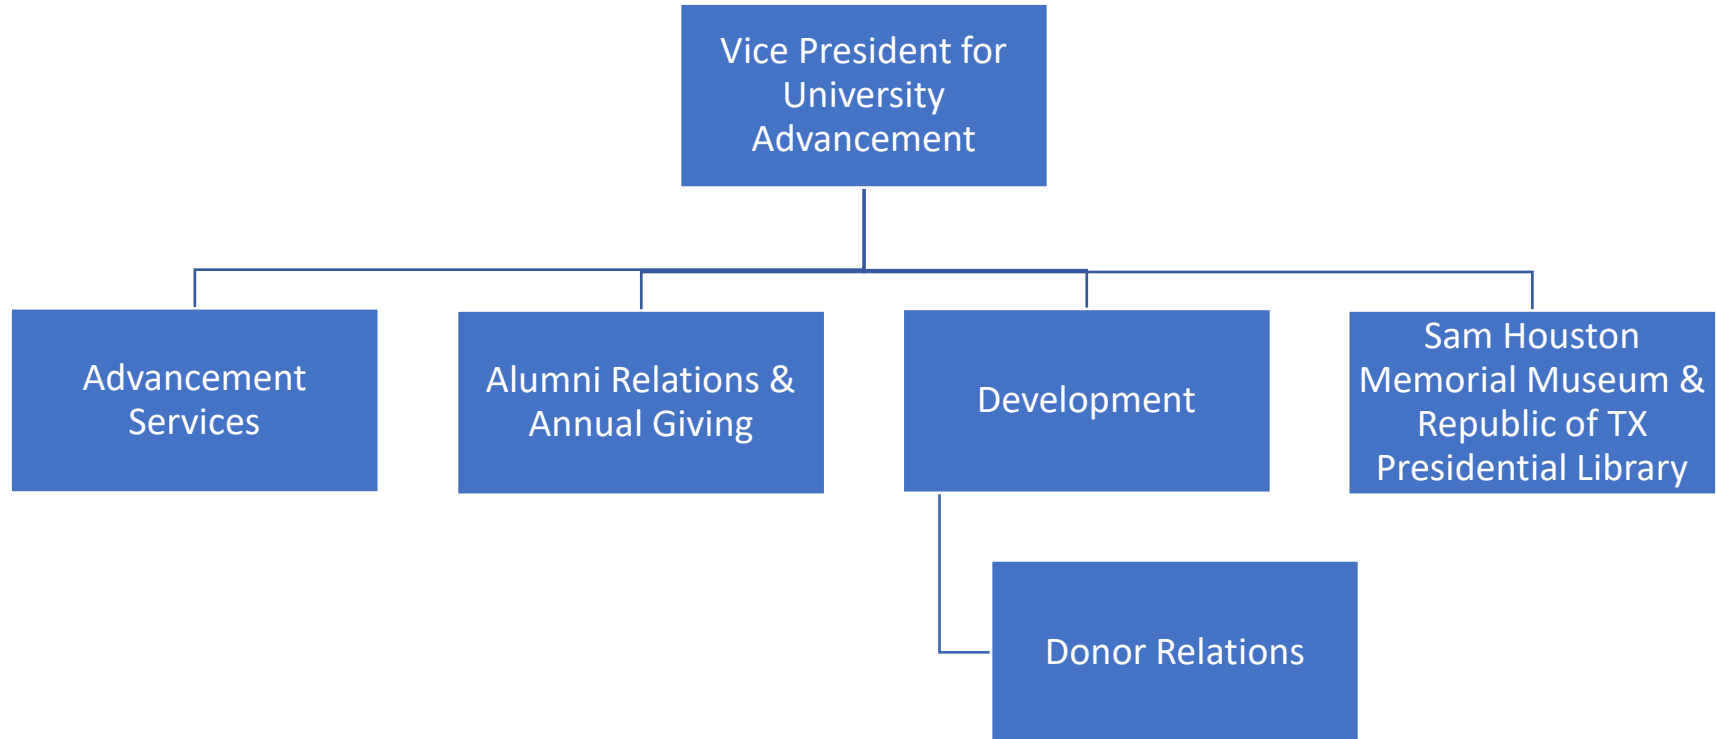 Vice President for
University
Advancement
Advancement
Services
Alumni Relations &
Annual Giving
Development
Sam Houston
Memorial Museum &
Republic of TX
Presidential Library
Donor Relations